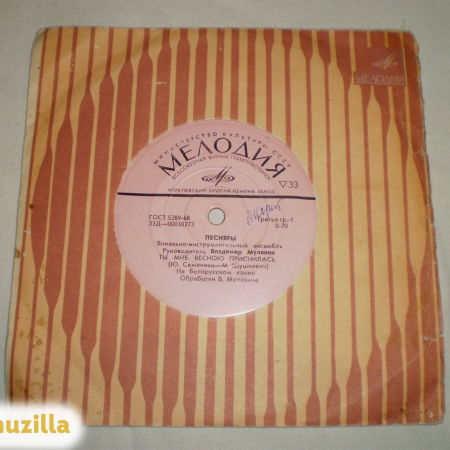 МЕЛОДИЯ
МИНИСТЕРСТВО КУЛЬТУРЫ СССР
МЕЛОДИЯ
ВСЕСОЮЗНАЯ ФИРМА ГРАМПЛАСТИНОК
АПРЕЛЕВСКИЙ ОРДЕНА ЛЕНИНА ЗАВОД
▽33
ГОСТ 5289-68
33Д—00030273
Третья гр.-1
0-70
ПЕСНЯРЫ
Вокально-инструментальный ансамбль
Руководитель Владимир Мулявин
ТЫ МНЕ ВЕСНОЮ ПРИСНИЛАСЬ
(Ю. Семеняко—М. Шушкевич)
На белорусском языке
Обработка В. Мулявина
uzilla